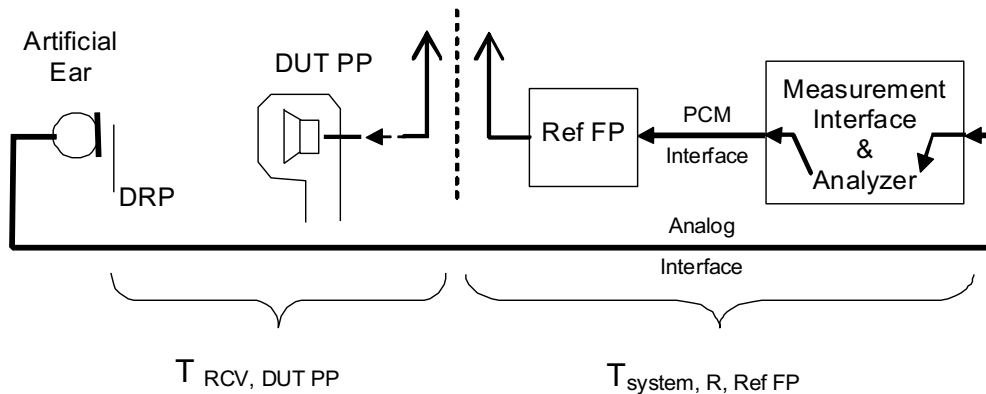 Artificial
Ear
DUT PP
DRP
Ref FP
PCM
Interface
Measurement
Interface
&
Analyzer
Analog
Interface
T RCV, DUT PP
Tsystem, R, Ref FP